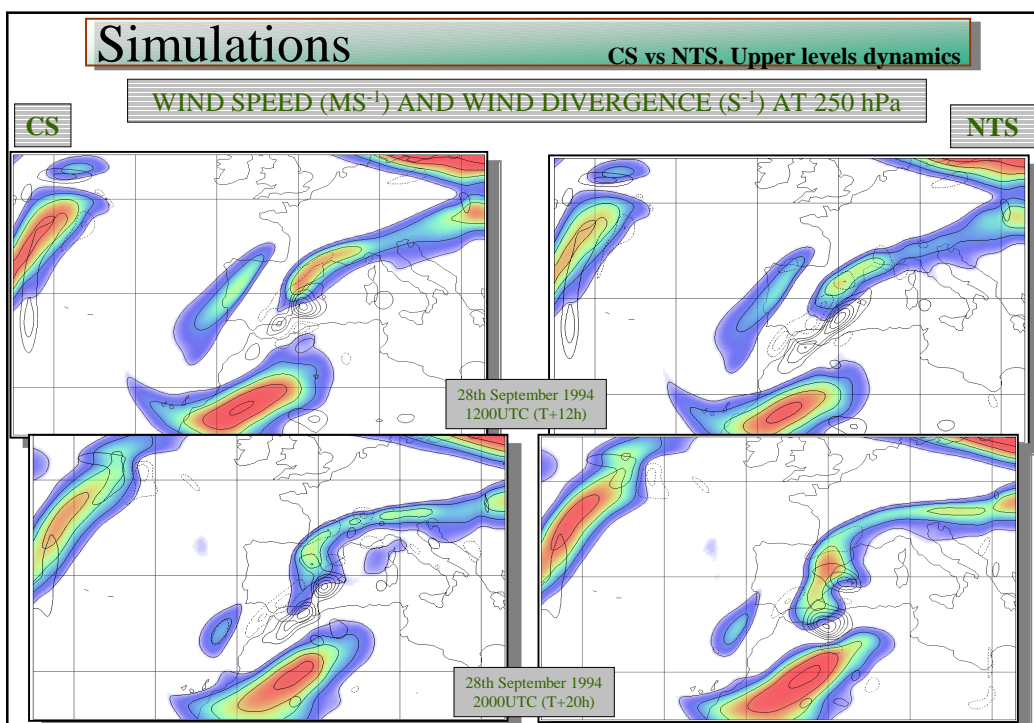 Simulations
CS vs NTS. Upper levels dynamics
WIND SPEED (MS⁻¹) AND WIND DIVERGENCE (S⁻¹) AT 250 hPa
CS
NTS
28th September 1994
1200UTC (T+12h)
28th September 1994
2000UTC (T+20h)